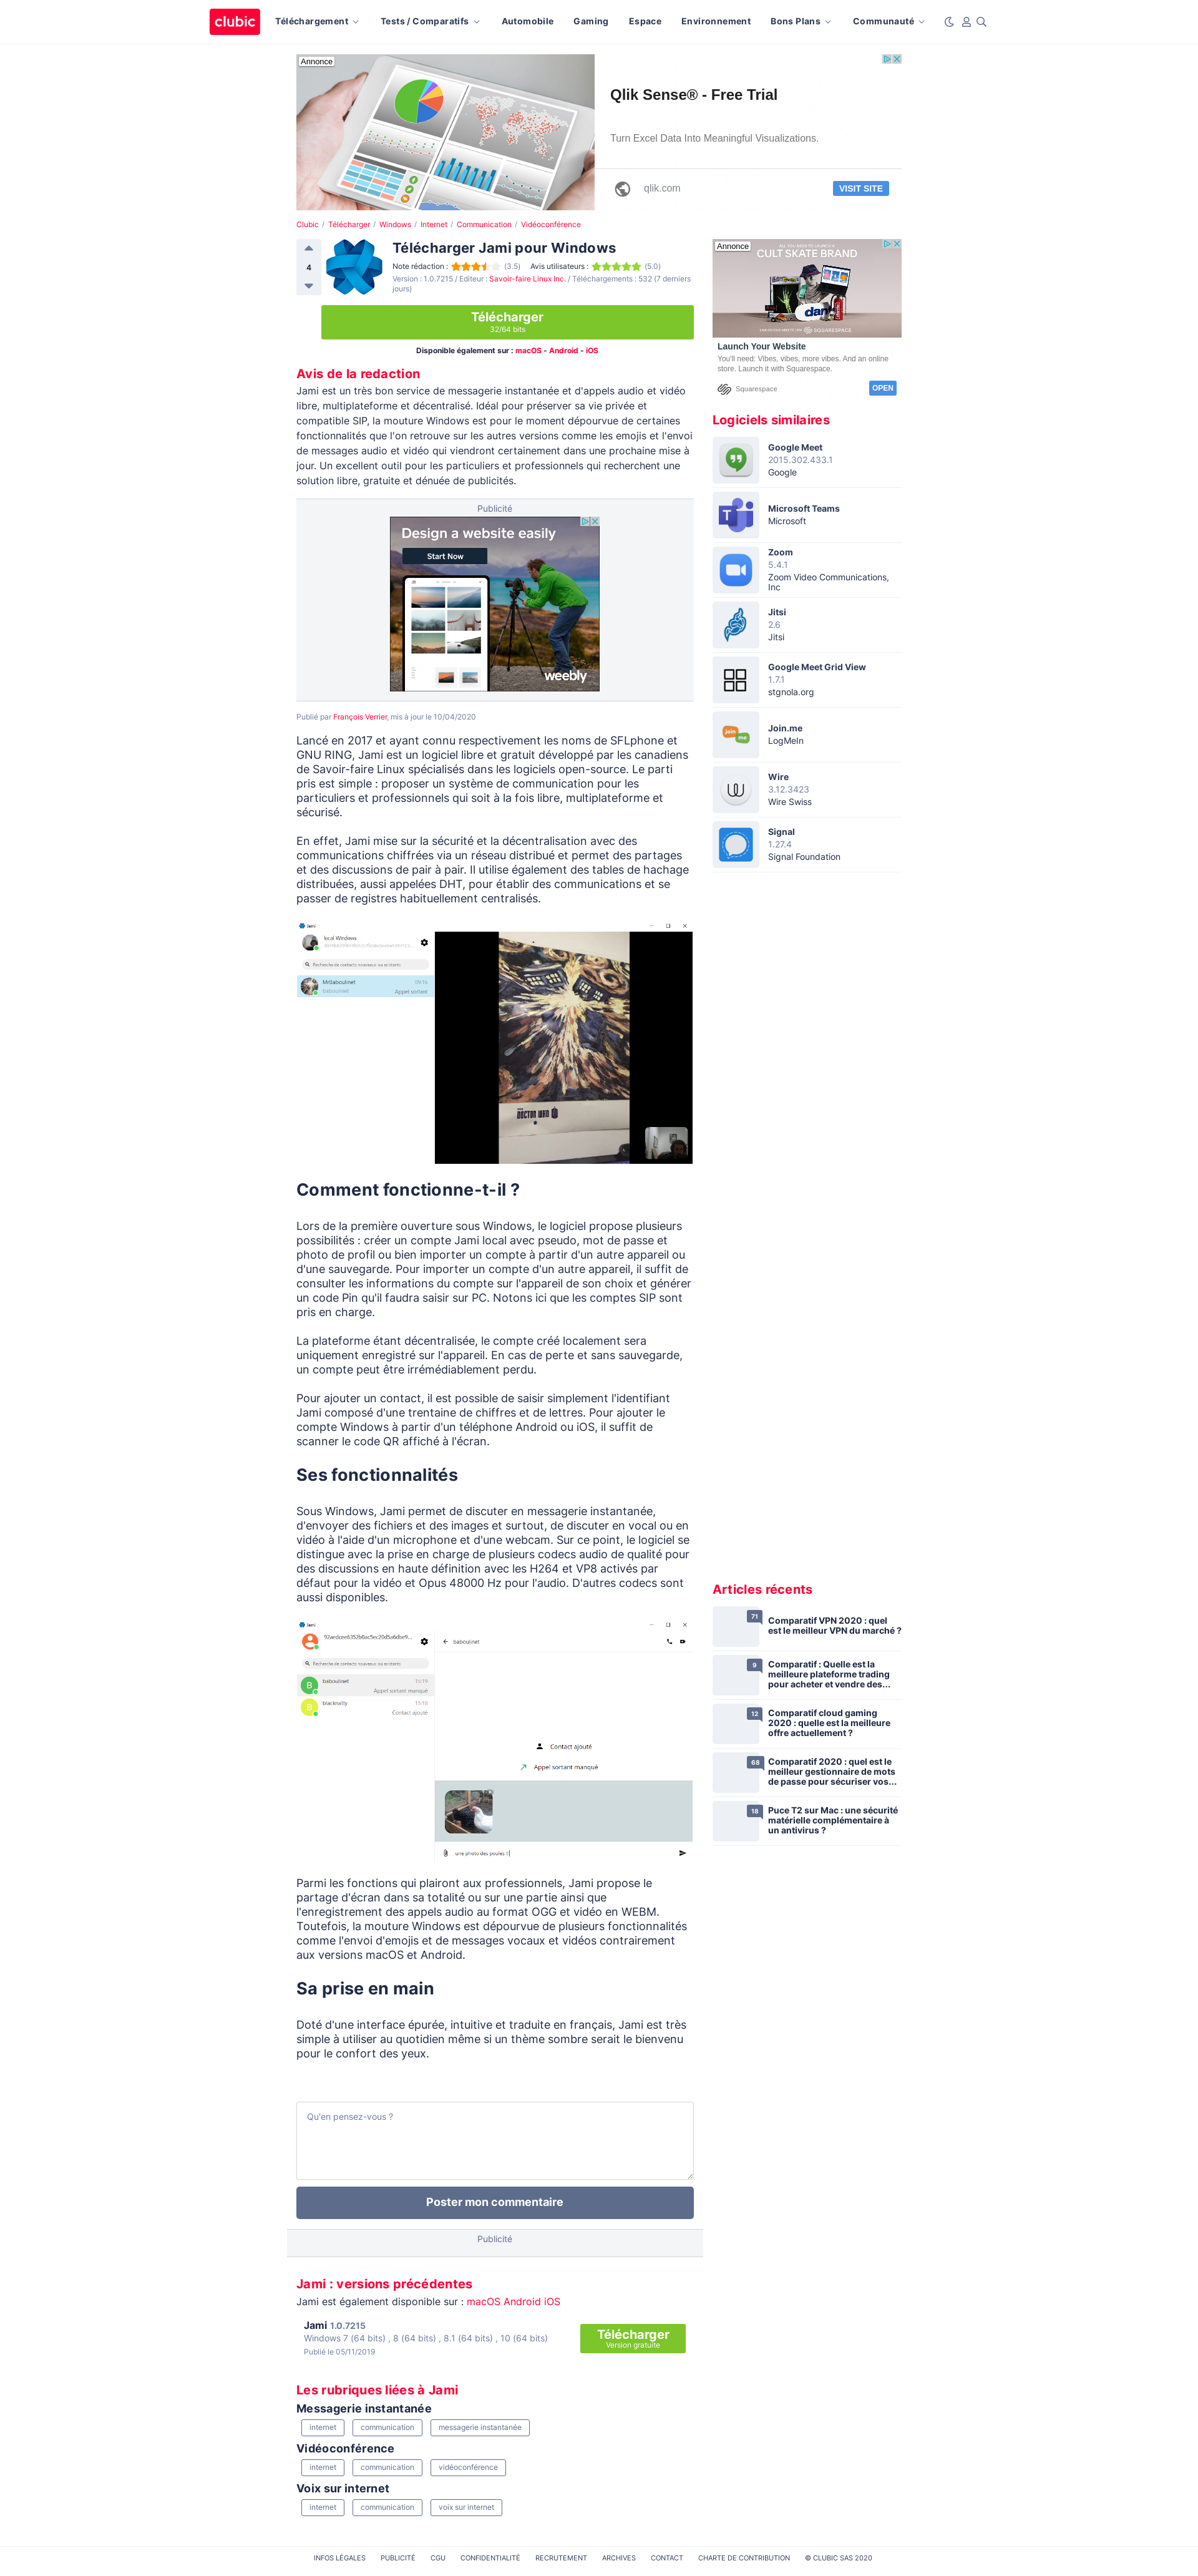 clubic
Téléchargement
Tests / Comparatifs
Automobile
Gaming
Espace
Environnement
Bons Plans
Communauté
Annonce
Qlik Sense® - Free Trial
Turn Excel Data Into Meaningful Visualizations.
qlik.com
VISIT SITE
Clubic / Télécharger / Windows / Internet / Communication / Vidéoconférence
4
Télécharger Jami pour Windows
Note rédaction : (3.5) Avis utilisateurs : (5.0)
Version : 1.0.7215 / Editeur : Savoir-faire Linux Inc. / Téléchargements : 532 (7 derniers
jours)
Télécharger
32/64 bits
Disponible également sur : macOS - Android - iOS
Avis de la redaction
Jami est un très bon service de messagerie instantanée et d'appels audio et vidéo
libre, multiplateforme et décentralisé. Idéal pour préserver sa vie privée et
compatible SIP, la mouture Windows est pour le moment dépourvue de certaines
fonctionnalités que l'on retrouve sur les autres versions comme les emojis et l'envoi
de messages audio et vidéo qui viendront certainement dans une prochaine mise à
jour. Un excellent outil pour les particuliers et professionnels qui recherchent une
solution libre, gratuite et dénuée de publicités.
Publicité
Design a website easily
Start Now
weebly
Publié par François Verrier, mis à jour le 10/04/2020
Lancé en 2017 et ayant connu respectivement les noms de SFLphone et
GNU RING, Jami est un logiciel libre et gratuit développé par les canadiens
de Savoir-faire Linux spécialisés dans les logiciels open-source. Le parti
pris est simple : proposer un système de communication pour les
particuliers et professionnels qui soit à la fois libre, multiplateforme et
sécurisé.
En effet, Jami mise sur la sécurité et la décentralisation avec des
communications chiffrées via un réseau distribué et permet des partages
et des discussions de pair à pair. Il utilise également des tables de hachage
distribuées, aussi appelées DHT, pour établir des communications et se
passer de registres habituellement centralisés.
Jami
local Windows
Recherche de contacts nouveaux ou existants
Mrtlaboulinet
09:16
baboulinet
Appel sortant
DOCTOR WHO
Comment fonctionne-t-il ?
Lors de la première ouverture sous Windows, le logiciel propose plusieurs
possibilités : créer un compte Jami local avec pseudo, mot de passe et
photo de profil ou bien importer un compte à partir d'un autre appareil ou
d'une sauvegarde. Pour importer un compte d'un autre appareil, il suffit de
consulter les informations du compte sur l'appareil de son choix et générer
un code Pin qu'il faudra saisir sur PC. Notons ici que les comptes SIP sont
pris en charge.
La plateforme étant décentralisée, le compte créé localement sera
uniquement enregistré sur l'appareil. En cas de perte et sans sauvegarde,
un compte peut être irrémédiablement perdu.
Pour ajouter un contact, il est possible de saisir simplement l'identifiant
Jami composé d'une trentaine de chiffres et de lettres. Pour ajouter le
compte Windows à partir d'un téléphone Android ou iOS, il suffit de
scanner le code QR affiché à l'écran.
Ses fonctionnalités
Sous Windows, Jami permet de discuter en messagerie instantanée,
d'envoyer des fichiers et des images et surtout, de discuter en vocal ou en
vidéo à l'aide d'un microphone et d'une webcam. Sur ce point, le logiciel se
distingue avec la prise en charge de plusieurs codecs audio de qualité pour
des discussions en haute définition avec les H264 et VP8 activés par
défaut pour la vidéo et Opus 48000 Hz pour l'audio. D'autres codecs sont
aussi disponibles.
Jami
Recherche de contacts nouveaux ou existants
B
baboulinet
15:19
Appel sortant manqué
B
blacknelly
15:18
Contact ajouté
baboulinet
Contact ajouté
Appel sortant manqué
une photo des poules !
Parmi les fonctions qui plairont aux professionnels, Jami propose le
partage d'écran dans sa totalité ou sur une partie ainsi que
l'enregistrement des appels audio au format OGG et vidéo en WEBM.
Toutefois, la mouture Windows est dépourvue de plusieurs fonctionnalités
comme l'envoi d'emojis et de messages vocaux et vidéos contrairement
aux versions macOS et Android.
Sa prise en main
Doté d'une interface épurée, intuitive et traduite en français, Jami est très
simple à utiliser au quotidien même si un thème sombre serait le bienvenu
pour le confort des yeux.
Qu'en pensez-vous ?
Poster mon commentaire
Publicité
Jami : versions précédentes
Jami est également disponible sur : macOS Android iOS
Jami 1.0.7215
Windows 7 (64 bits) , 8 (64 bits) , 8.1 (64 bits) , 10 (64 bits)
Publié le 05/11/2019
Télécharger
Version gratuite
Les rubriques liées à Jami
Messagerie instantanée
internet
communication
messagerie instantanée
Vidéoconférence
internet
communication
vidéoconférence
Voix sur internet
internet
communication
voix sur internet
Annonce
ALL YOU NEED TO LAUNCH A
CULT SKATE BRAND
dang
SQUARESPACE
Launch Your Website
You'll need: Vibes, vibes, more vibes. And an online
store. Launch it with Squarespace.
Squarespace
OPEN
Logiciels similaires
Google Meet
2015.302.433.1
Google
T
Microsoft Teams
Microsoft
Zoom
5.4.1
Zoom Video Communications,
Inc
Jitsi
2.6
Jitsi
Google Meet Grid View
1.7.1
stgnola.org
join
me
Join.me
LogMeIn
Wire
3.12.3423
Wire Swiss
Signal
1.27.4
Signal Foundation
Articles récents
71
Comparatif VPN 2020 : quel
est le meilleur VPN du marché ?
9
Comparatif : Quelle est la
meilleure plateforme trading
pour acheter et vendre des...
12
Comparatif cloud gaming
2020 : quelle est la meilleure
offre actuellement ?
68
Comparatif 2020 : quel est le
meilleur gestionnaire de mots
de passe pour sécuriser vos...
18
Puce T2 sur Mac : une sécurité
matérielle complémentaire à
un antivirus ?
INFOS LÉGALES
PUBLICITÉ
CGU
CONFIDENTIALITÉ
RECRUTEMENT
ARCHIVES
CONTACT
CHARTE DE CONTRIBUTION
© CLUBIC SAS 2020